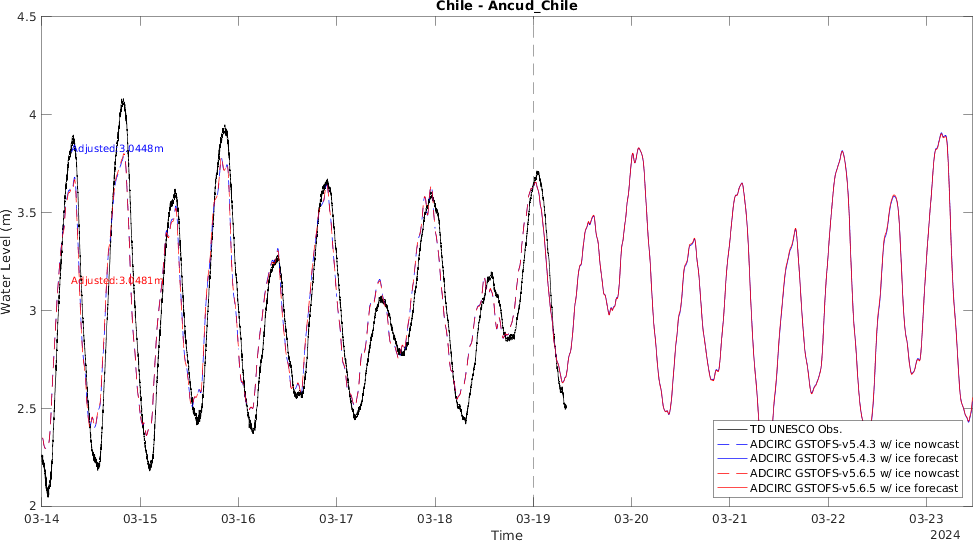 Chile - Ancud_Chile
4.5
4
3.5
3
2.5
2
Water Level (m)
Adjusted:3.0448m
Adjusted:3.0481m
TD UNESCO Obs.
ADCIRC GSTOFS-v5.4.3 w/ ice nowcast
ADCIRC GSTOFS-v5.4.3 w/ ice forecast
ADCIRC GSTOFS-v5.6.5 w/ ice nowcast
ADCIRC GSTOFS-v5.6.5 w/ ice forecast
03-14 03-15 03-16 03-17 03-18 03-19 03-20 03-21 03-22 03-23
Time
2024